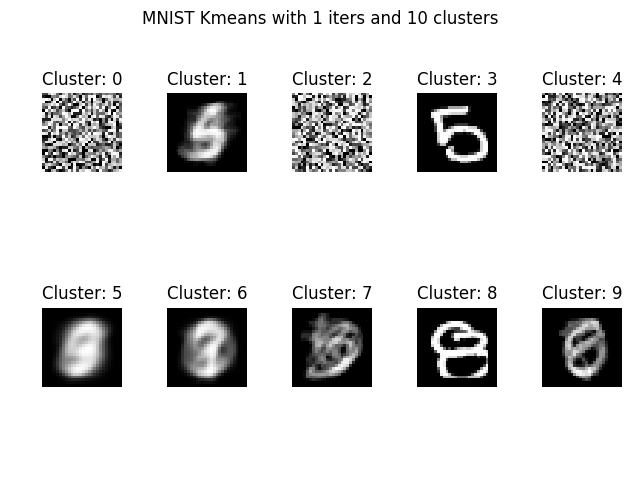 MNIST Kmeans with 1 iters and 10 clusters
Cluster: 0 Cluster: 1 Cluster: 2 Cluster: 3 Cluster: 4
5
Cluster: 5 Cluster: 6 Cluster: 7 Cluster: 8 Cluster: 9